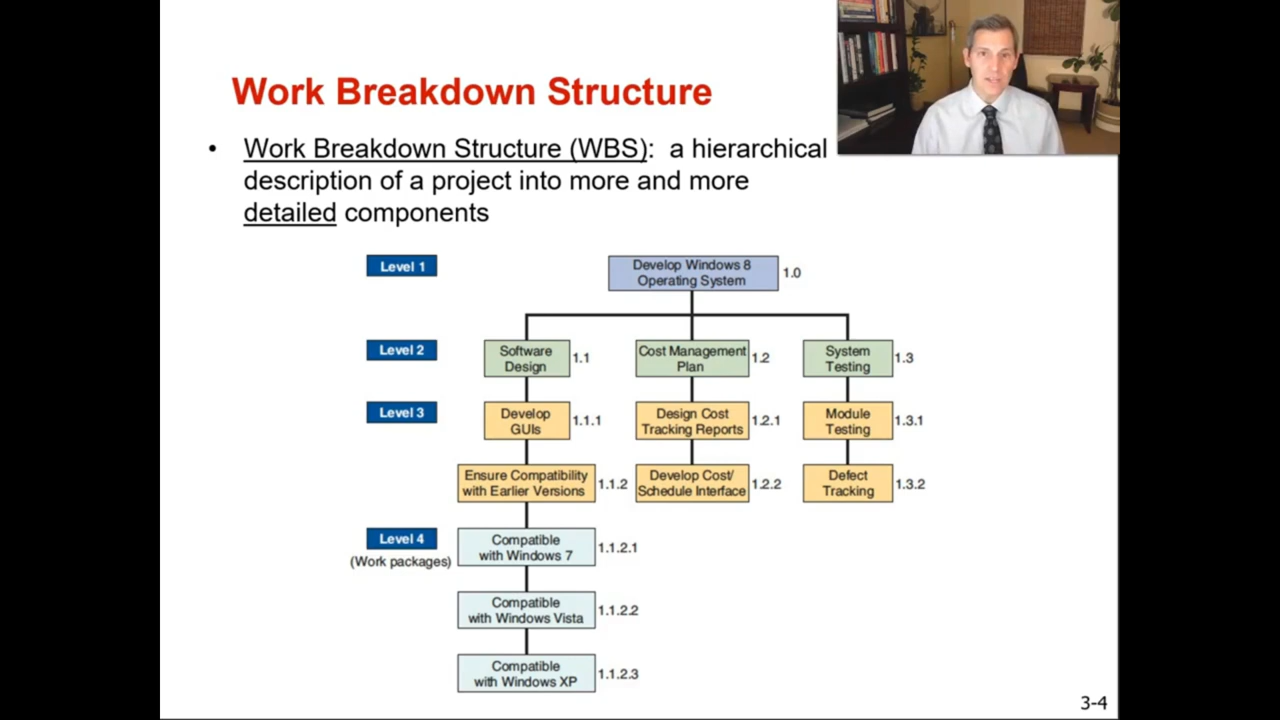 Work Breakdown Structure
• Work Breakdown Structure (WBS): a hierarchical
description of a project into more and more
detailed components
Level 1
Develop Windows 8
Operating System
1.0
Level 2
Software
Design
1.1
Cost Management
Plan
1.2
System
Testing
1.3
Level 3
Develop
GUIs
1.1.1
Design Cost
Tracking Reports
1.2.1
Module
Testing
1.3.1
Ensure Compatibility
with Earlier Versions
1.1.2
Develop Cost/
Schedule Interface
1.2.2
Defect
Tracking
1.3.2
Level 4
(Work packages)
Compatible
with Windows 7
1.1.2.1
Compatible
with Windows Vista
1.1.2.2
Compatible
with Windows XP
1.1.2.3
3-4